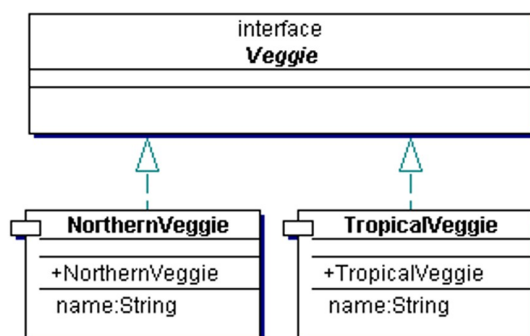 interface
Veggie
NorthernVeggie
+NorthernVeggie
name:String
TropicalVeggie
+TropicalVeggie
name:String